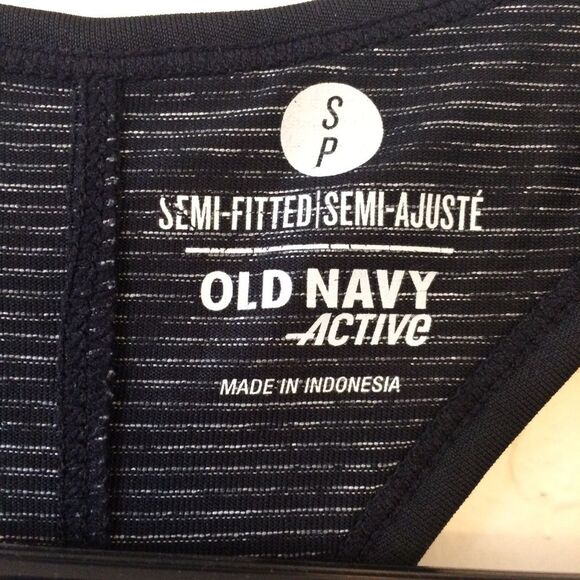 S
P
SEMI-FITTED|SEMI-AJUSTÉ
OLD NAVY
ACTIVE
MADE IN INDONESIA